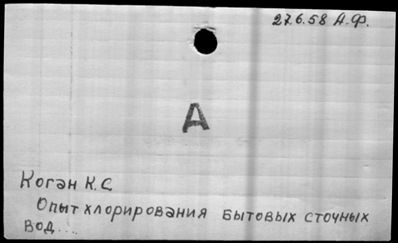 27.6.58 А.Ф.
А
Коган К.С.
Опыт хлорирования бытовых сточных
вод...